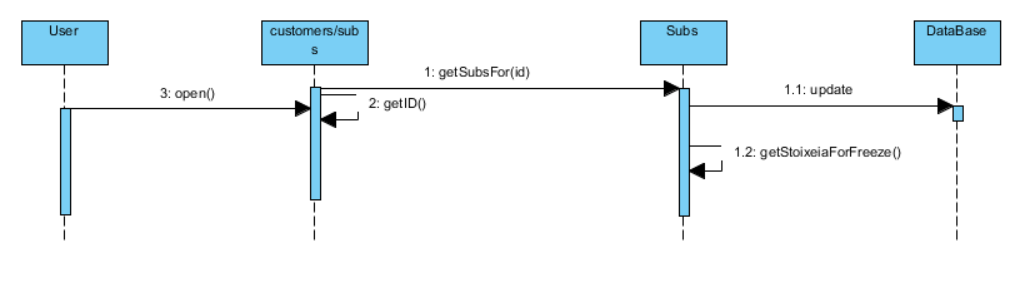 User
customers/sub
s
Subs
DataBase
1: getSubsFor(id)
3: open()
2: getID()
1.1: update
1.2: getStoixeiaForFreeze()